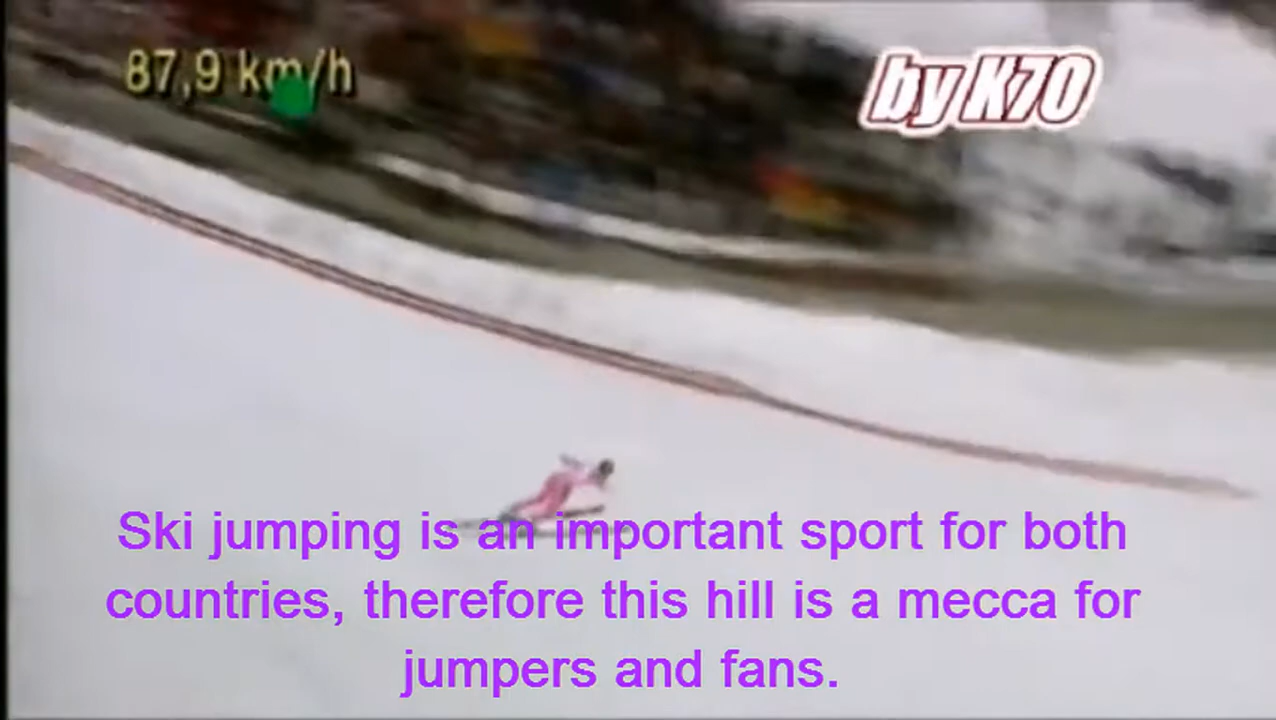 87,9 km/h
by K70
Ski jumping is an important sport for both
countries, therefore this hill is a mecca for
jumpers and fans.